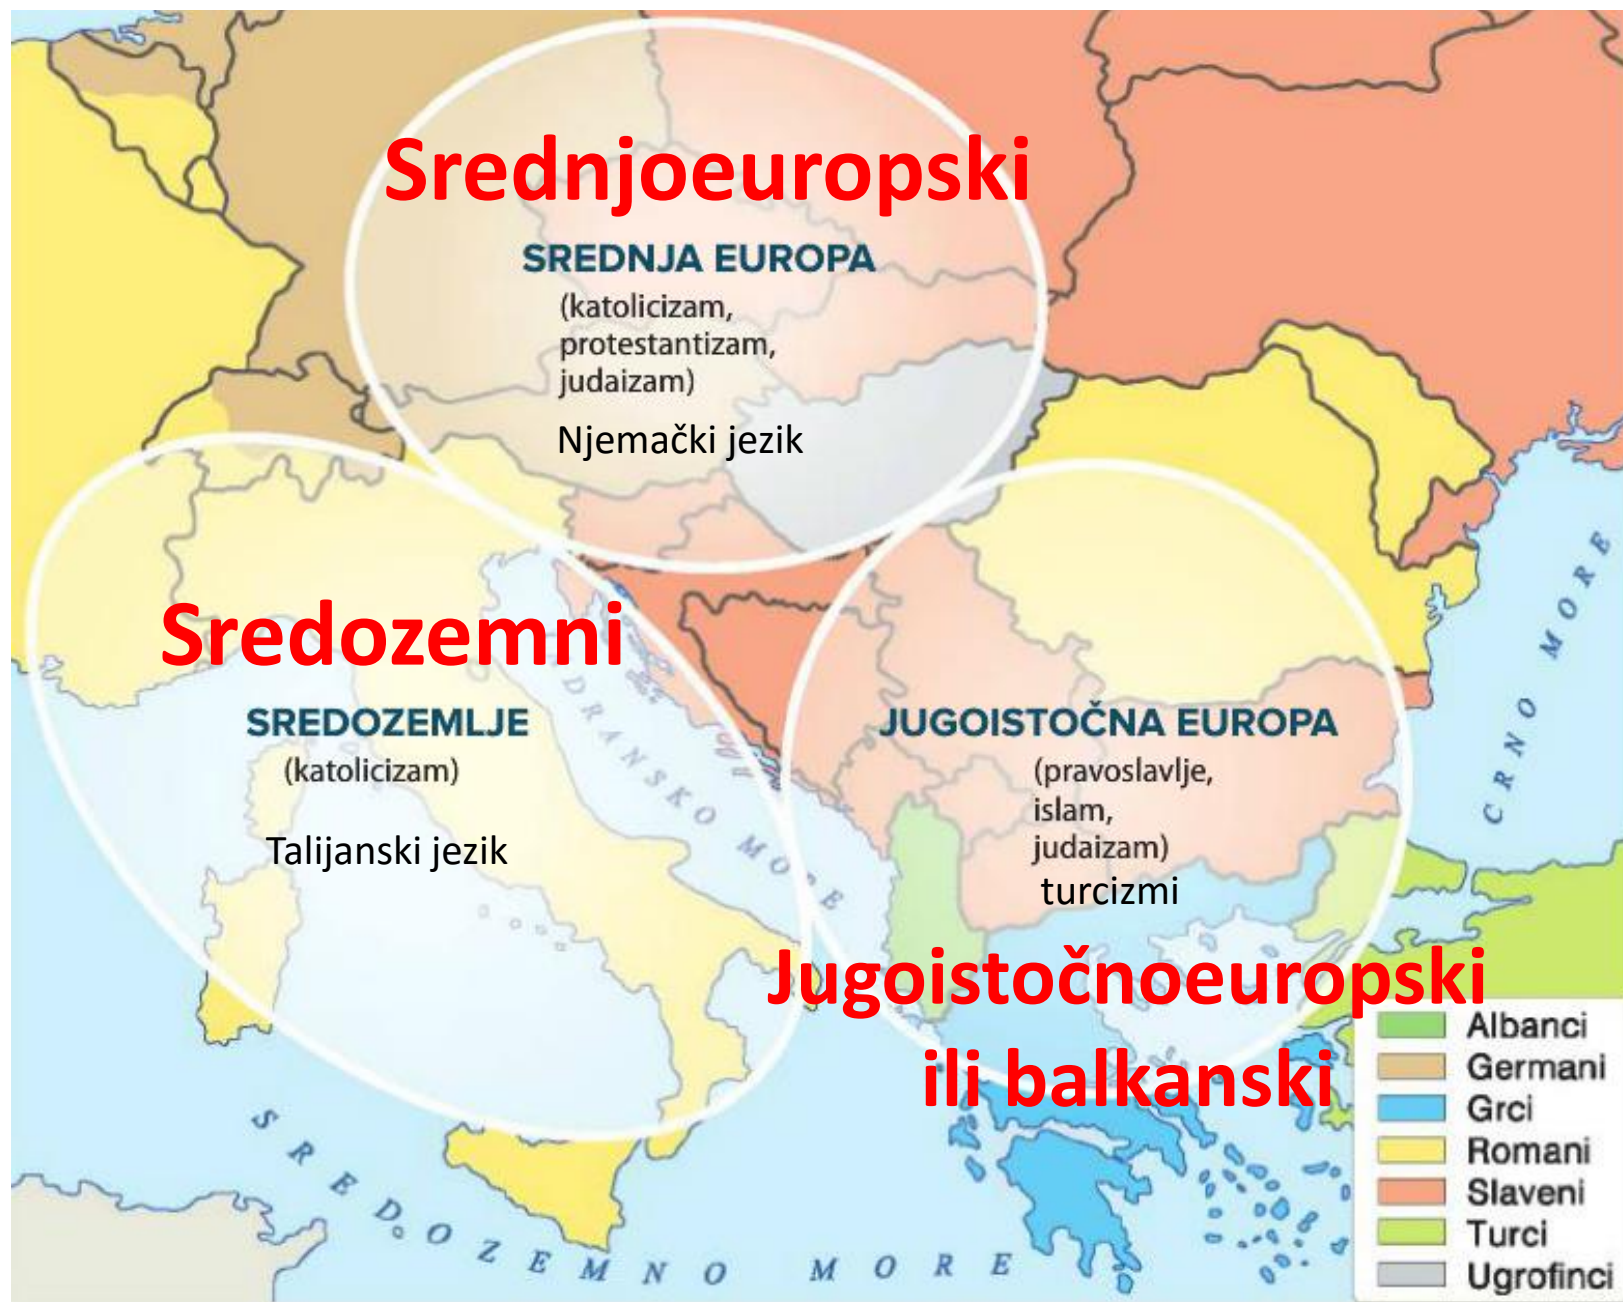 Srednjoeuropski
SREDNJA EUROPA
(katolicizam,
protestantizam,
judaizam)
Njemački jezik
Sredozemni
SREDOZEMLJE
(katolicizam)
Talijanski jezik
JADRANSKO MORE
JUGOISTOČNA EUROPA
(pravoslavlje,
islam,
judaizam)
turcizmi
Jugoistočnoeuropski
ili balkanski
CRNO MORE
SREDOZEMNO MORE
Albanci
Germani
Grci
Romani
Slaveni
Turci
Ugrofinci